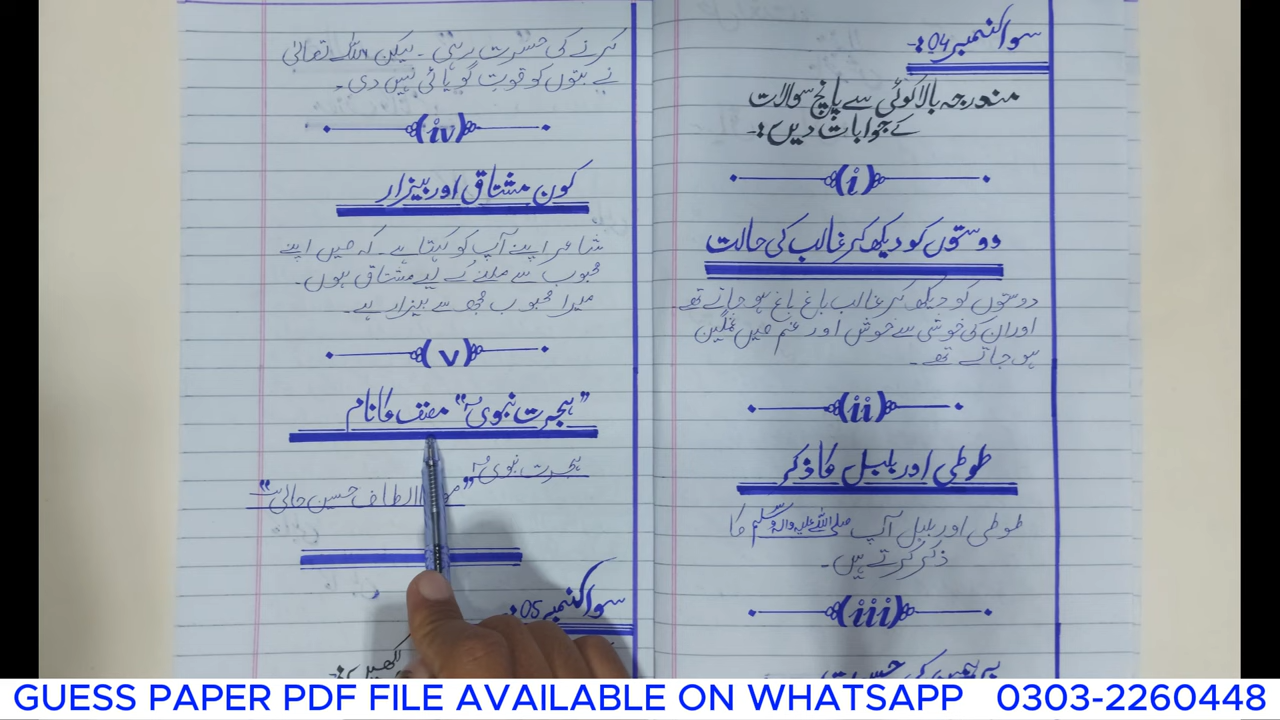 سوال نمبر 04:-
مندرجہ بالا کوئی سے پانچ سوالات
کے جوابات دیں:-
(i)
دوستوں کو دیکھ کر غالب کی حالت
دوستوں کو دیکھ کر غالب باغ باغ ہو جاتے تھے
اور ان کی خوشی سے خوش اور غم میں غمگین
ہو جاتے تھے۔
(ii)
طوطی اور بلبل کا ذکر
طوطی اور بلبل آپ صلی اللہ علیہ والہ وسلم کا
ذکر کرتے ہیں۔
(iii)
کرنے کی حسرت رہتی۔ لیکن اللہ تعالی
نے بتوں کو قوت گویائی نہیں دی۔
(iv)
کون مشتاق اور بیزار
شاعر اپنے آپ کو کہتا ہے۔ کہ میں اپنے
محبوب سے ملنے کے لیے مشتاق ہوں۔
میرا محبوب مجھ سے بیزار ہے۔
(v)
"ہجرت نبویؐ" مصنف کا نام
ہجرت نبویؐ
الطاف حسین حالی"
سوال نمبر 05:-
لکھیں:-
GUESS PAPER PDF FILE AVAILABLE ON WHATSAPP 0303-2260448